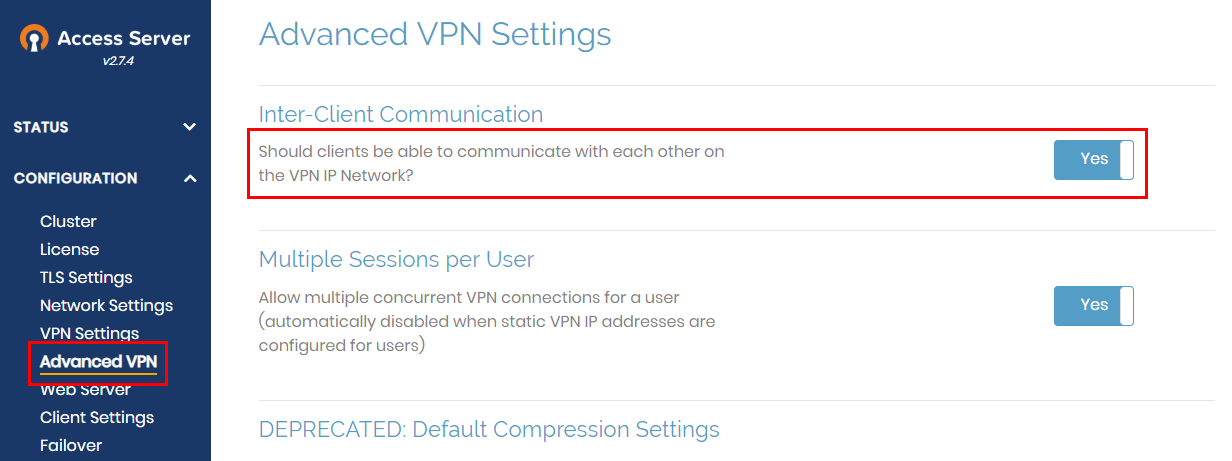 Access Server
v2.7.4
STATUS
CONFIGURATION
Cluster
License
TLS Settings
Network Settings
VPN Settings
Advanced VPN
Web Server
Client Settings
Failover
Advanced VPN Settings
Inter-Client Communication
Should clients be able to communicate with each other on
the VPN IP Network?
Yes
Multiple Sessions per User
Allow multiple concurrent VPN connections for a user
(automatically disabled when static VPN IP addresses are
configured for users)
Yes
DEPRECATED: Default Compression Settings